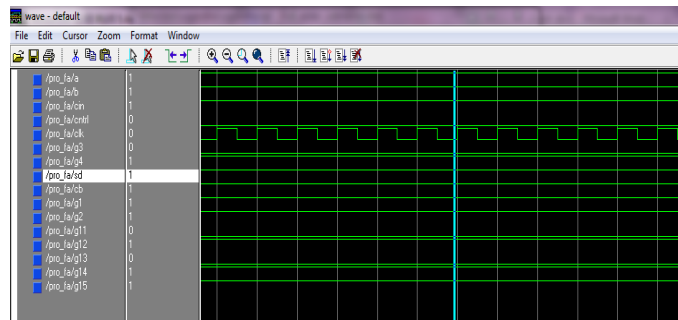 wave - default
File Edit Cursor Zoom Format Window
/pro_fa/a 1
/pro_fa/b 1
/pro_fa/cin 1
/pro_fa/cntrl 0
/pro_fa/clk 0
/pro_fa/g3 0
/pro_fa/g4 1
/pro_fa/sd 1
/pro_fa/cb 1
/pro_fa/g1 1
/pro_fa/g2 1
/pro_fa/g11 0
/pro_fa/g12 1
/pro_fa/g13 0
/pro_fa/g14 1
/pro_fa/g15 1